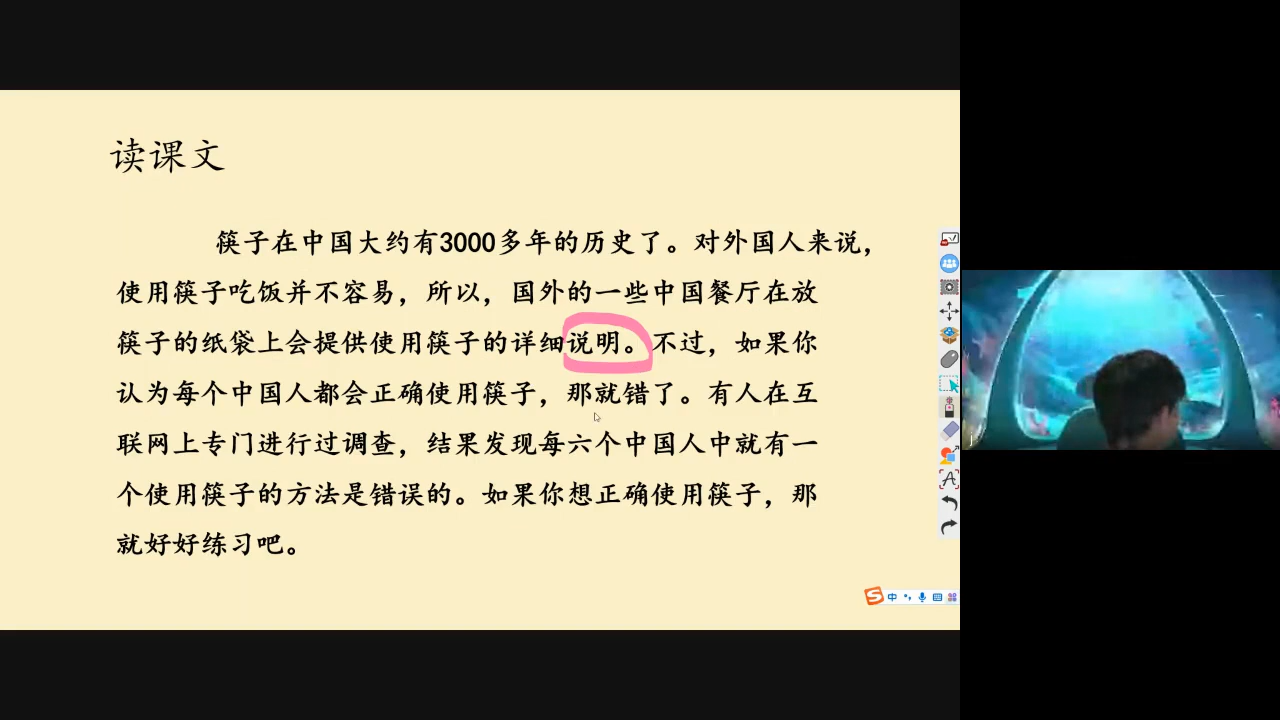 读课文
筷子在中国大约有3000多年的历史了。对外国人来说，
使用筷子吃饭并不容易，所以，国外的一些中国餐厅在放
筷子的纸袋上会提供使用筷子的详细说明。不过，如果你
认为每个中国人都会正确使用筷子，那就错了。有人在互
联网上专门进行过调查，结果发现每六个中国人中就有一
个使用筷子的方法是错误的。如果你想正确使用筷子，那
就好好练习吧。
中